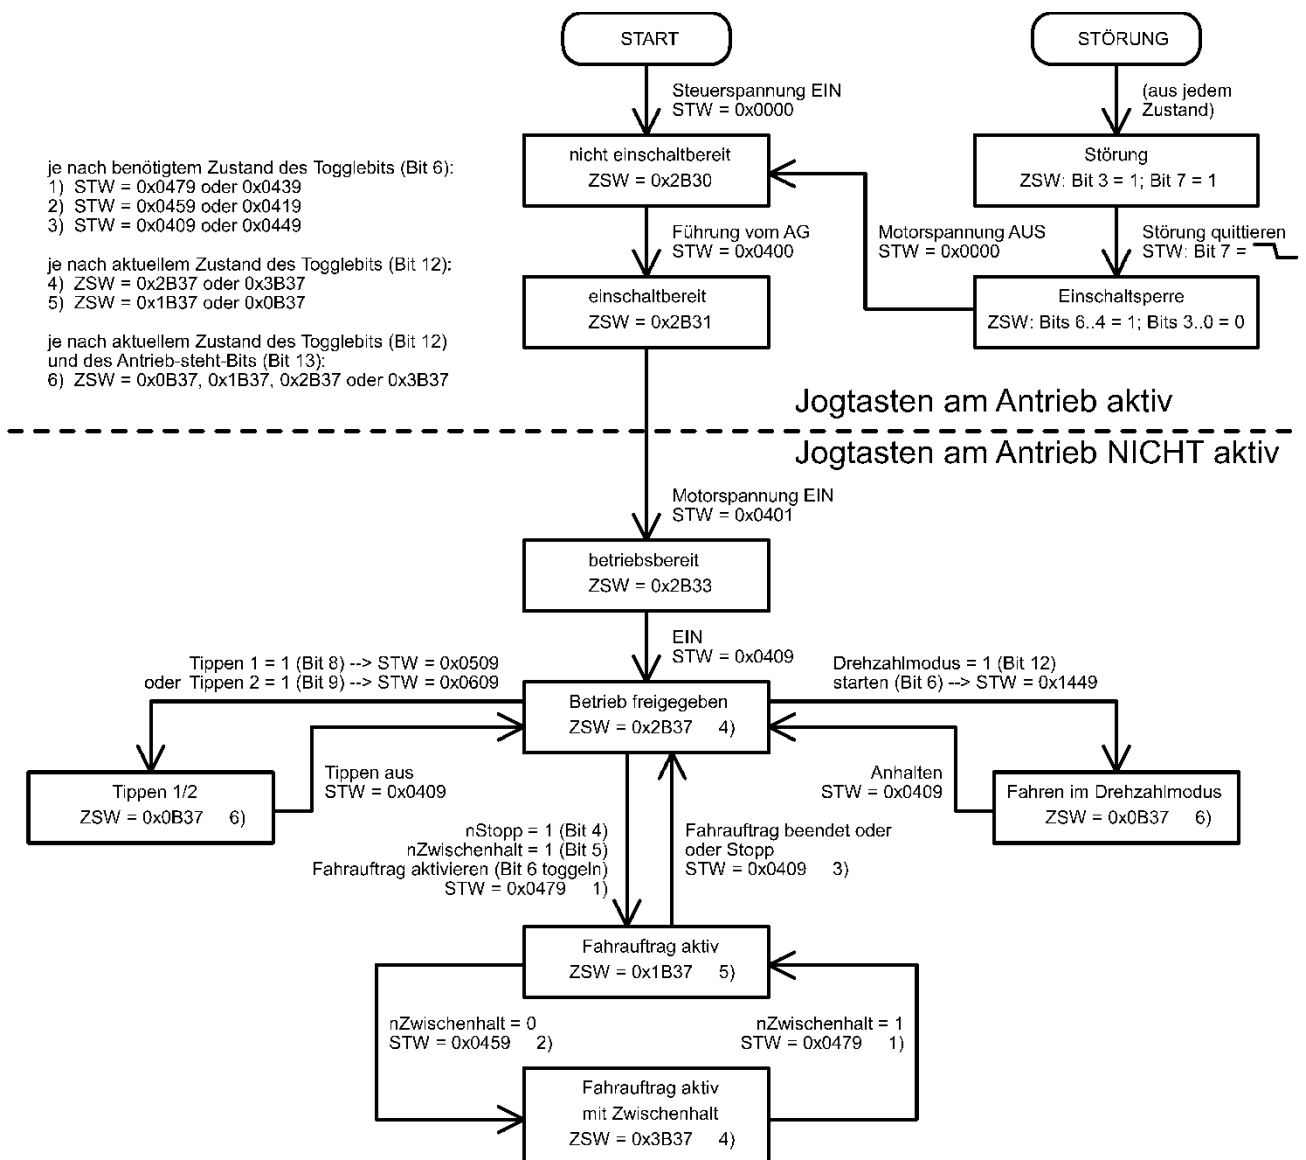 START
STÖRUNG
Steuerspannung EIN
STW = 0x0000
(aus jedem
Zustand)
nicht einschaltbereit
ZSW = 0x2B30
Störung
ZSW: Bit 3 = 1; Bit 7 = 1
je nach benötigtem Zustand des Togglebits (Bit 6):
1) STW = 0x0479 oder 0x0439
2) STW = 0x0459 oder 0x0419
3) STW = 0x0409 oder 0x0449
Führung vom AG
STW = 0x0400
Motorspannung AUS
STW = 0x0000
Störung quittieren
STW: Bit 7 =
je nach aktuellem Zustand des Togglebits (Bit 12):
4) ZSW = 0x2B37 oder 0x3B37
5) ZSW = 0x1B37 oder 0x0B37
einschaltbereit
ZSW = 0x2B31
Einschaltsperre
ZSW: Bits 6..4 = 1; Bits 3..0 = 0
je nach aktuellem Zustand des Togglebits (Bit 12)
und des Antrieb-steht-Bits (Bit 13):
6) ZSW = 0x0B37, 0x1B37, 0x2B37 oder 0x3B37
Jogtasten am Antrieb aktiv
Jogtasten am Antrieb NICHT aktiv
Motorspannung EIN
STW = 0x0401
betriebsbereit
ZSW = 0x2B33
EIN
STW = 0x0409
Tippen 1 = 1 (Bit 8) --> STW = 0x0509
oder Tippen 2 = 1 (Bit 9) --> STW = 0x0609
Drehzahlmodus = 1 (Bit 12)
starten (Bit 6) --> STW = 0x1449
Betrieb freigegeben
ZSW = 0x2B37 4)
Tippen aus
STW = 0x0409
Anhalten
STW = 0x0409
Tippen 1/2
ZSW = 0x0B37 6)
Fahren im Drehzahlmodus
ZSW = 0x0B37 6)
nStopp = 1 (Bit 4)
nZwischenhalt = 1 (Bit 5)
Fahrauftrag aktivieren (Bit 6 toggeln)
STW = 0x0479 1)
Fahrauftrag beendet oder
oder Stopp
STW = 0x0409 3)
Fahrauftrag aktiv
ZSW = 0x1B37 5)
nZwischenhalt = 0
STW = 0x0459 2)
nZwischenhalt = 1
STW = 0x0479 1)
Fahrauftrag aktiv
mit Zwischenhalt
ZSW = 0x3B37 4)